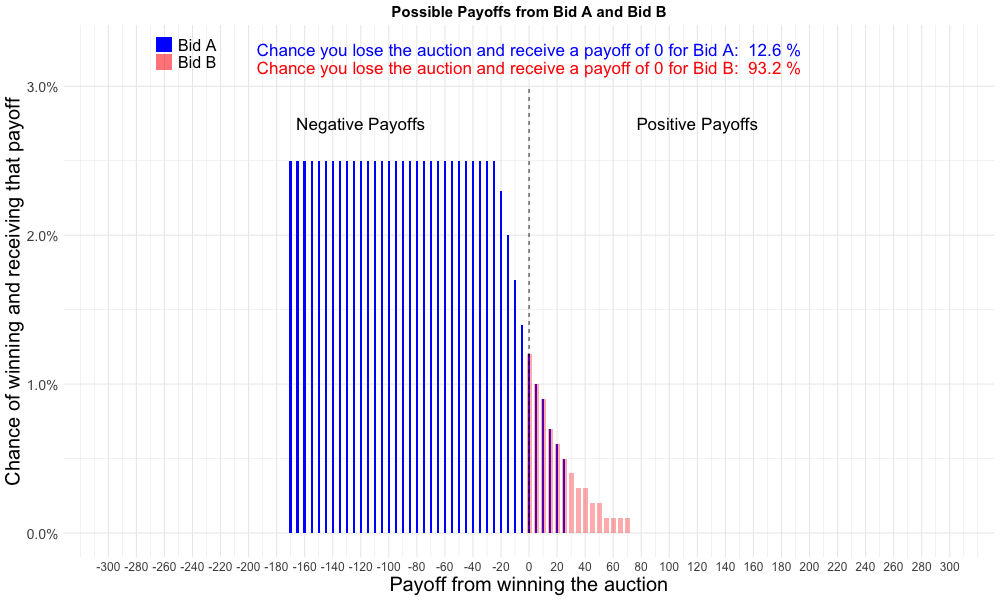 Possible Payoffs from Bid A and Bid B
Bid A
Bid B
Chance you lose the auction and receive a payoff of 0 for Bid A: 12.6 %
Chance you lose the auction and receive a payoff of 0 for Bid B: 93.2 %
Negative Payoffs
Positive Payoffs
Chance of winning and receiving that payoff
3.0%
2.0%
1.0%
0.0%
-300 -280 -260 -240 -220 -200 -180 -160 -140 -120 -100 -80 -60 -40 -20 0 20 40 60 80 100 120 140 160 180 200 220 240 260 280 300
Payoff from winning the auction